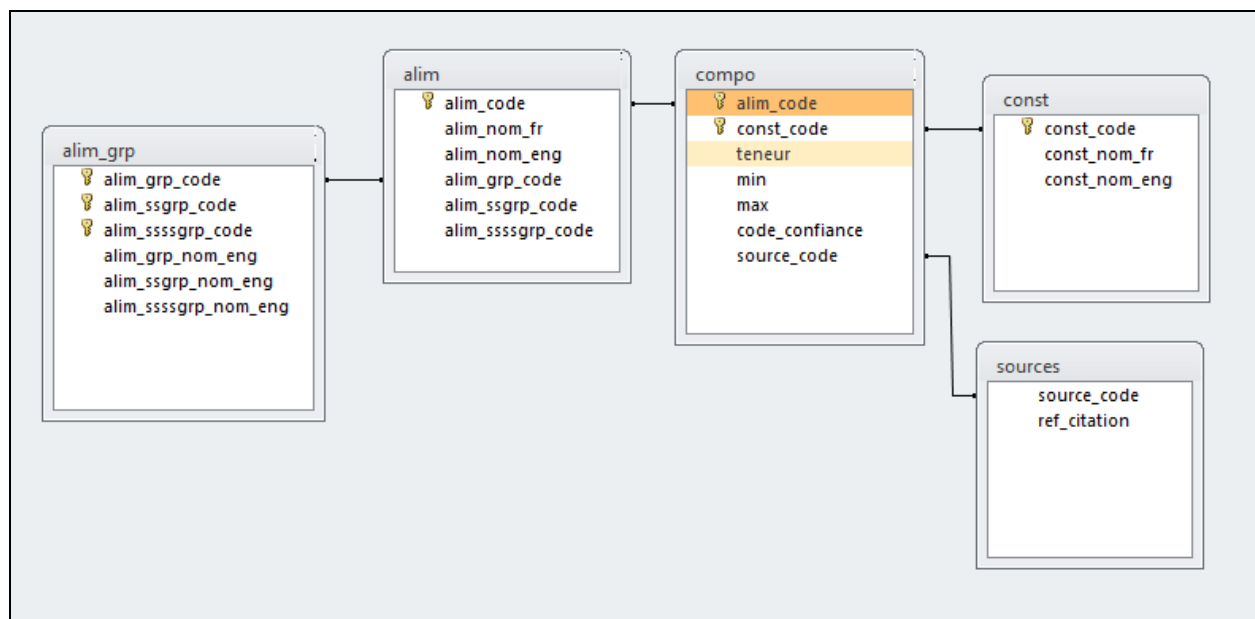 alim_grp
alim_grp_code
alim_ssgrp_code
alim_ssssgrp_code
alim_grp_nom_eng
alim_ssgrp_nom_eng
alim_ssssgrp_nom_eng
alim
alim_code
alim_nom_fr
alim_nom_eng
alim_grp_code
alim_ssgrp_code
alim_ssssgrp_code
compo
alim_code
const_code
teneur
min
max
code_confiance
source_code
const
const_code
const_nom_fr
const_nom_eng
sources
source_code
ref_citation